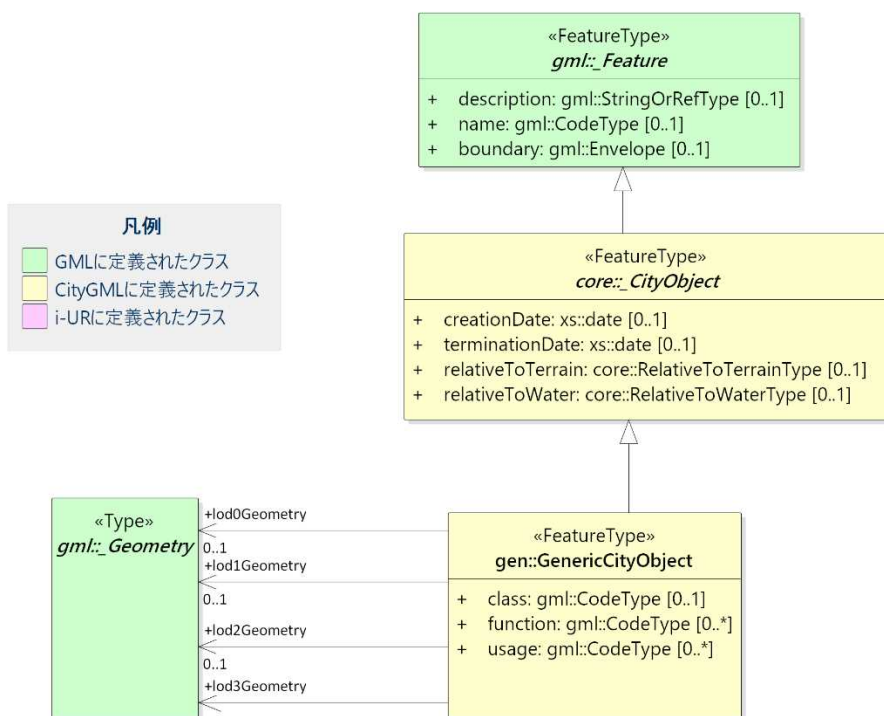 «FeatureType»
gml::_Feature
+ description: gml::StringOrRefType [0..1]
+ name: gml::CodeType [0..1]
+ boundary: gml::Envelope [0..1]
凡例
GMLに定義されたクラス
CityGMLに定義されたクラス
i-URに定義されたクラス
«FeatureType»
core::_CityObject
+ creationDate: xs::date [0..1]
+ terminationDate: xs::date [0..1]
+ relativeToTerrain: core::RelativeToTerrainType [0..1]
+ relativeToWater: core::RelativeToWaterType [0..1]
«Type»
gml::_Geometry
+lod0Geometry
0..1
+lod1Geometry
0..1
+lod2Geometry
0..1
+lod3Geometry
«FeatureType»
gen::GenericCityObject
+ class: gml::CodeType [0..1]
+ function: gml::CodeType [0..*]
+ usage: gml::CodeType [0..*]